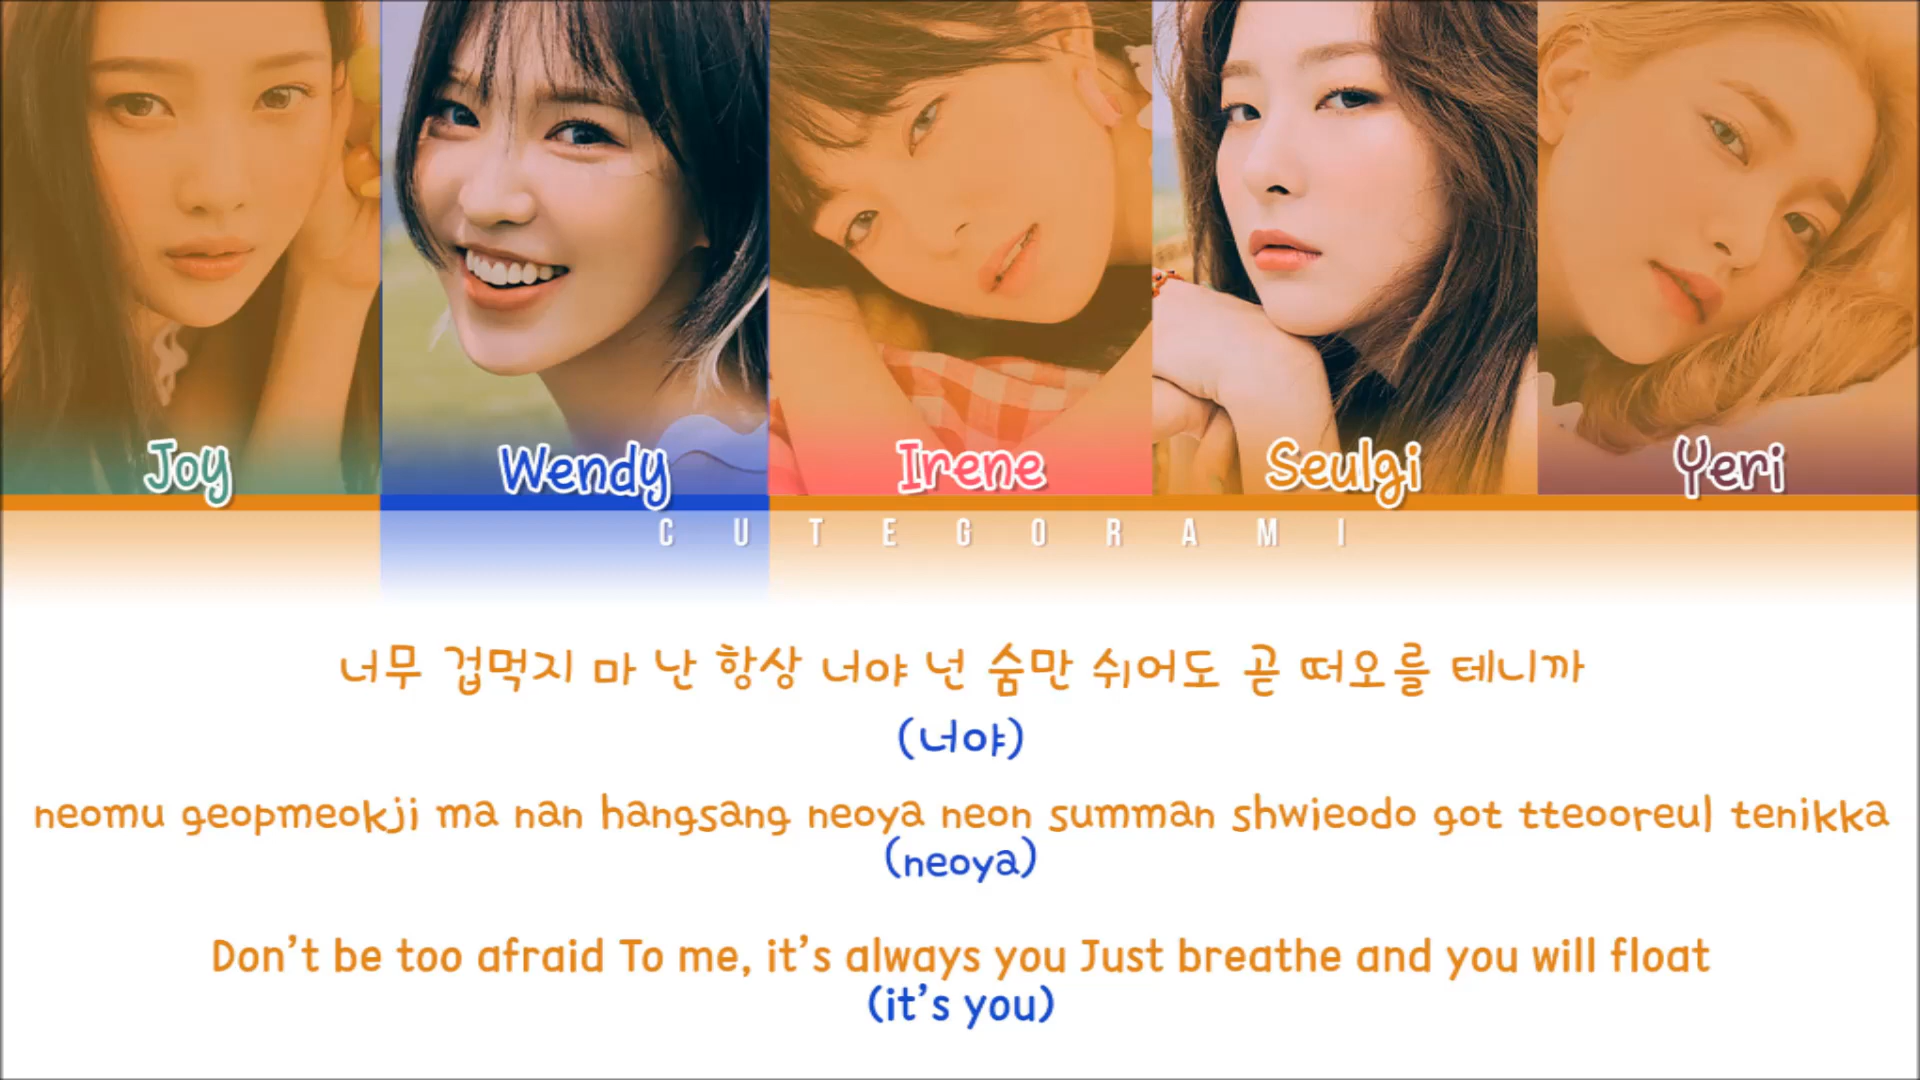 Joy Wendy Irene Seulgi Yeri
CUTEGORAMI
너무 겁먹지 마 난 항상 너야 넌 숨만 쉬어도 곧 떠오를 테니까
(너야)
neomu geopmeokji ma nan hangsang neoya neon summan shwieodo got tteooreul tenikka
(neoya)
Don't be too afraid To me, it's always you Just breathe and you will float
(it's you)